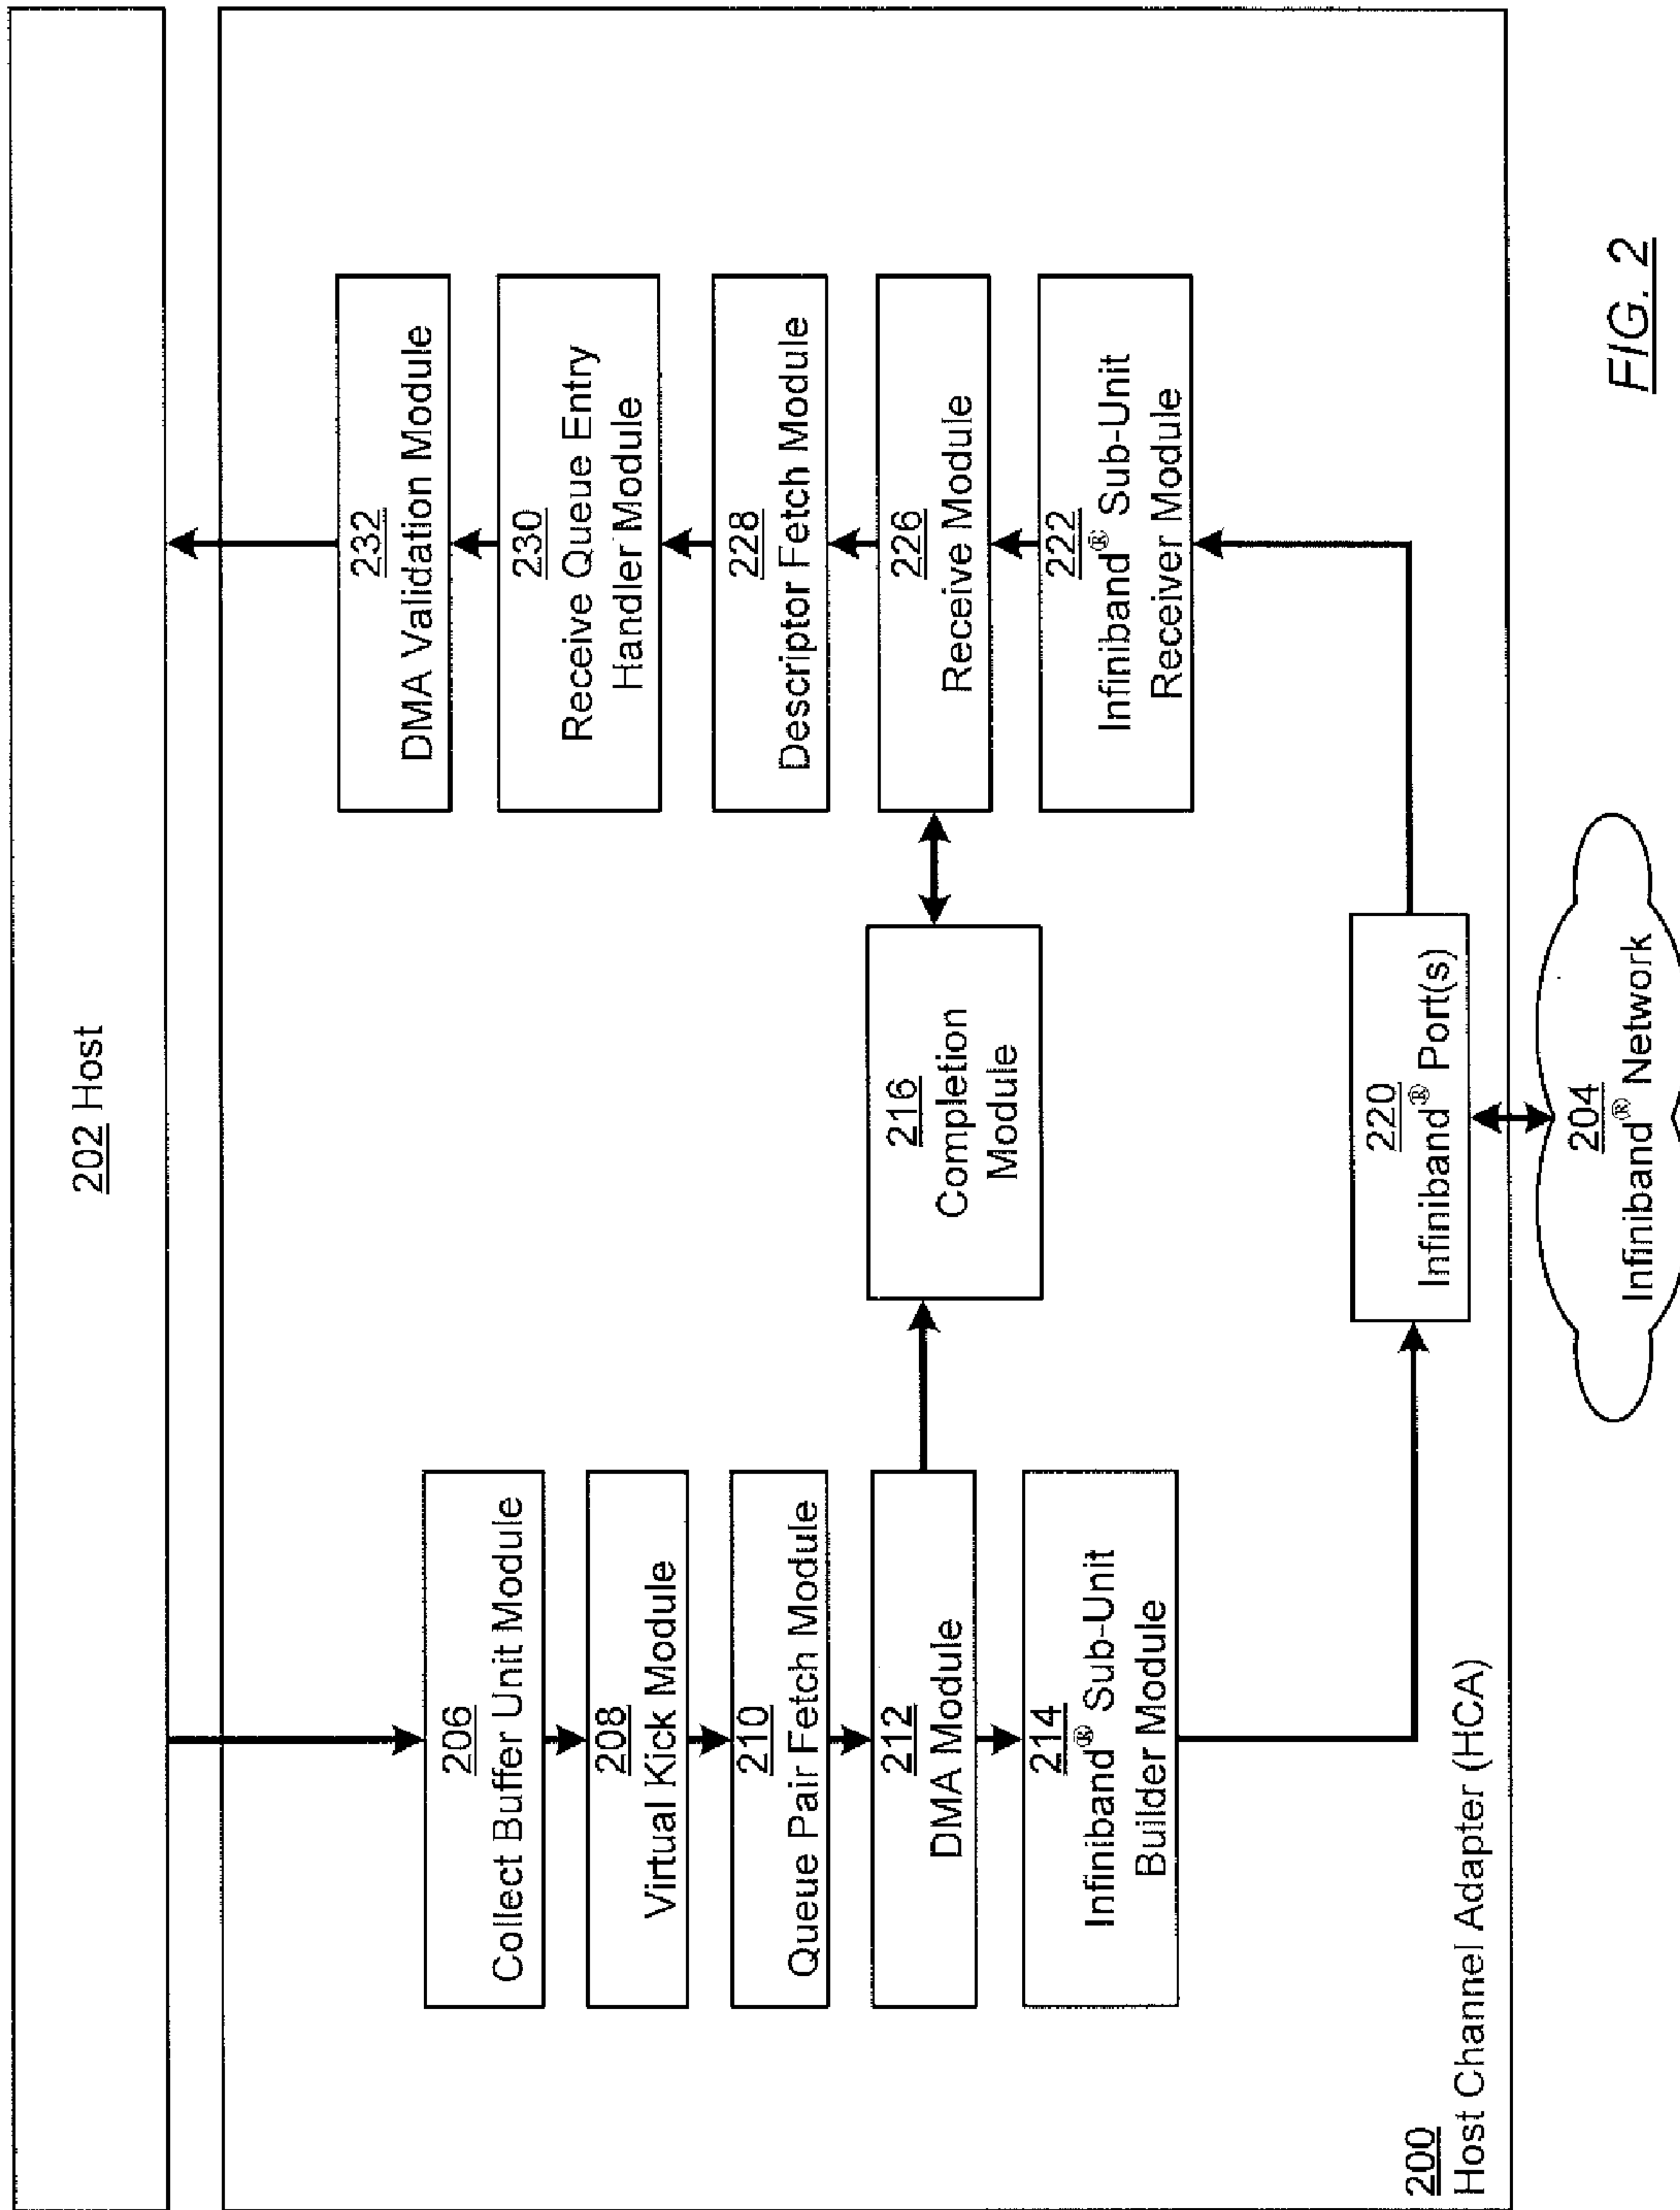 202 Host
206
Collect Buffer Unit Module
208
Virtual Kick Module
210
Queue Pair Fetch Module
212
DMA Module
214
Infiniband® Sub-Unit
Builder Module
216
Completion
Module
232
DMA Validation Module
230
Receive Queue Entry
Handler Module
228
Descriptor Fetch Module
226
Receive Module
222
Infiniband® Sub-Unit
Receiver Module
220
Infiniband® Port(s)
200
Host Channel Adapter (HCA)
204
Infiniband® Network
FIG. 2